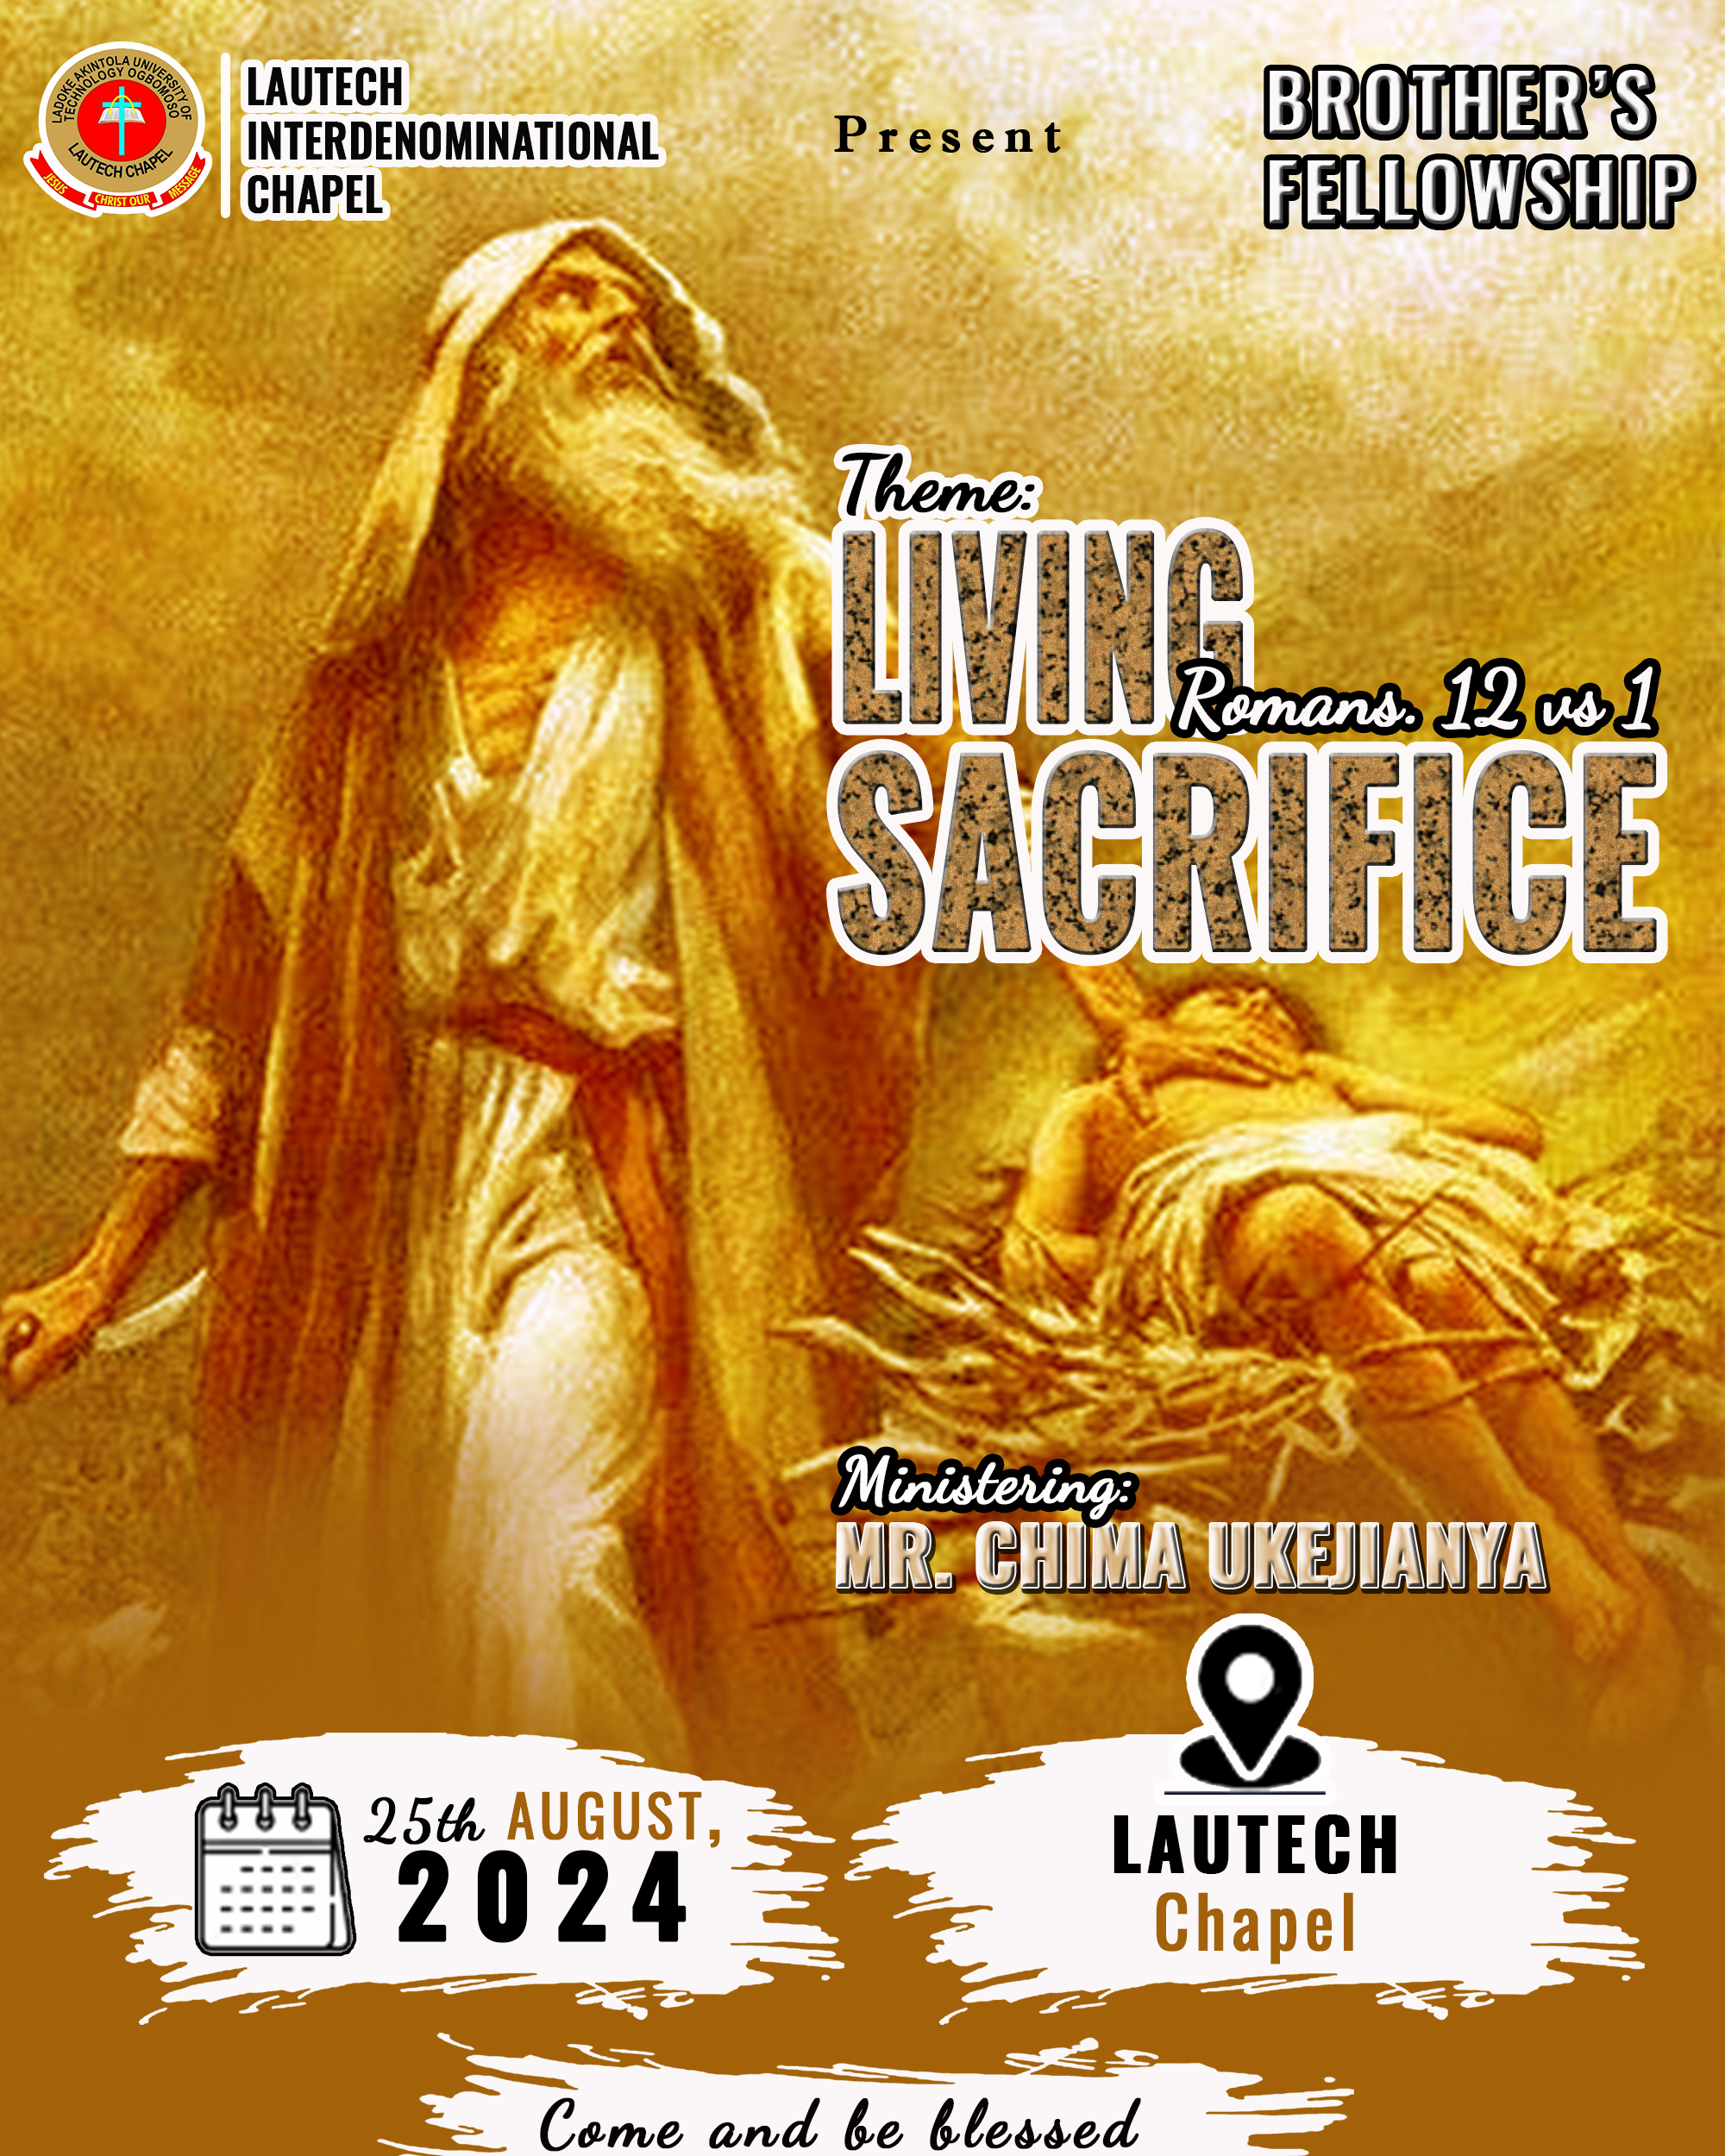 LADOKE AKINTOLA UNIVERSITY OF
TECHNOLOGY OGBOMOSO
LAUTECH CHAPEL
JESUS CHRIST OUR MESSAGE
LAUTECH
INTERDENOMINATIONAL
CHAPEL
Present
BROTHER'S
FELLOWSHIP
Theme:
LIVING
Romans. 12 vs 1
SACRIFICE
Ministering:
MR. CHIMA UKEJIANYA
25th AUGUST,
2024
LAUTECH
Chapel
Come and be blessed